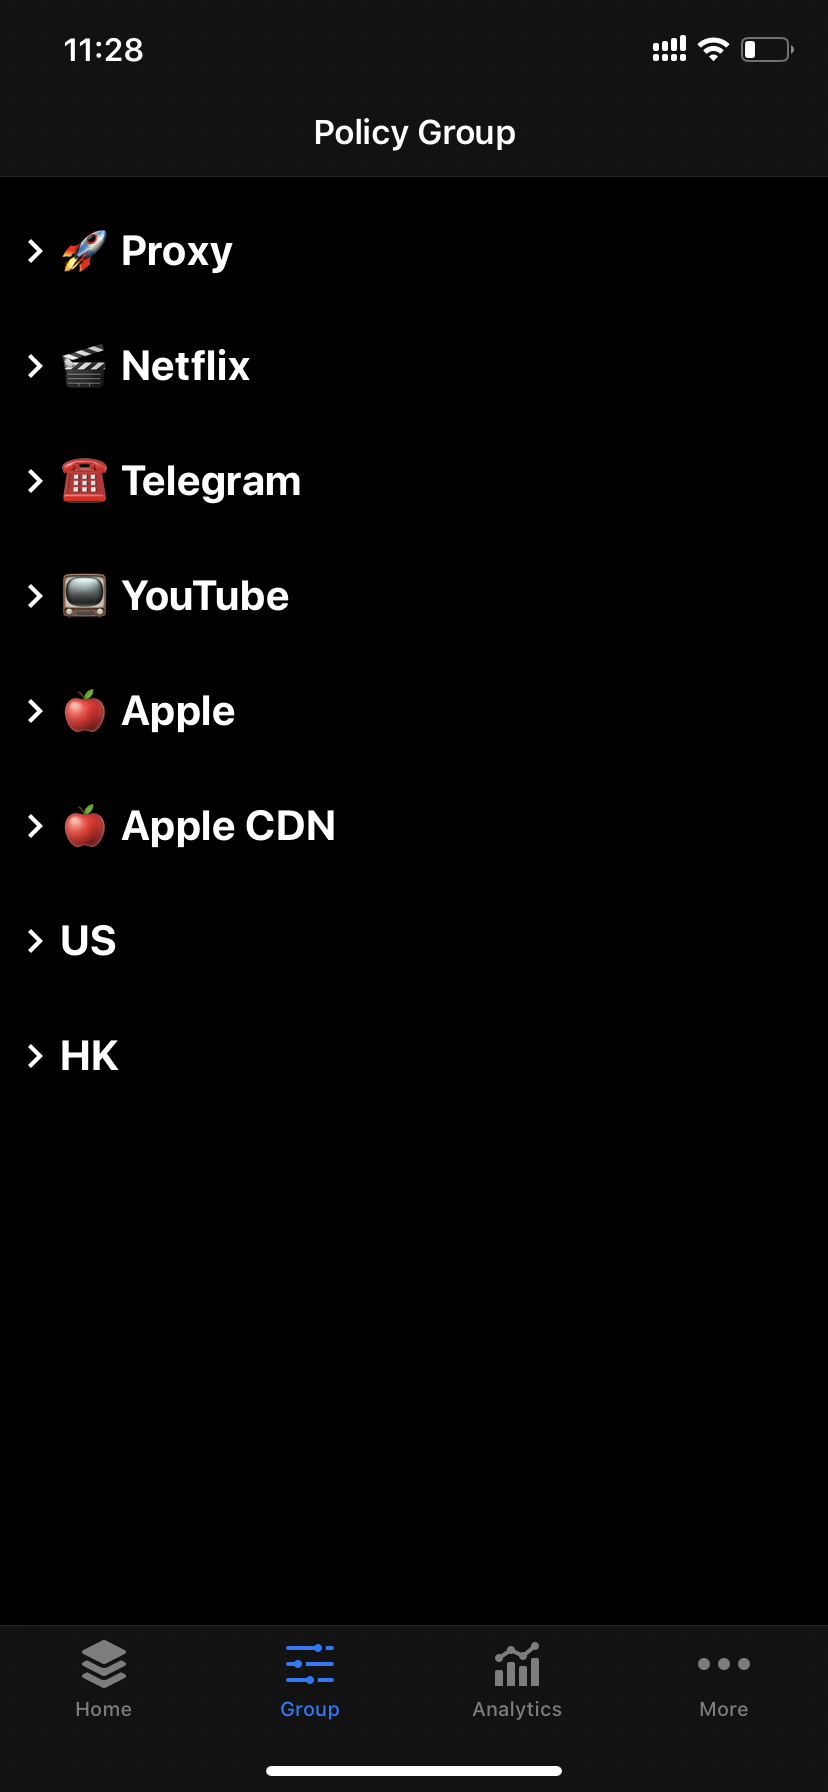 11:28
Policy Group
🚀 Proxy
🎬 Netflix
☎️ Telegram
📺 YouTube
🍎 Apple
🍎 Apple CDN
US
HK
Home
Group
Analytics
More